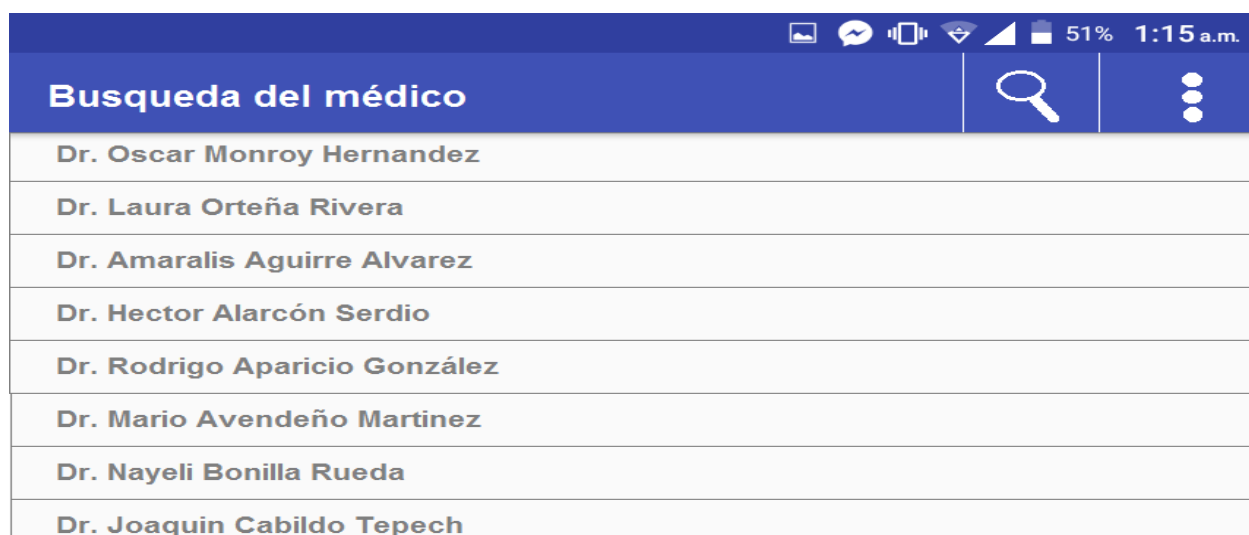 51% 1:15 a.m.
Busqueda del médico
Dr. Oscar Monroy Hernandez
Dr. Laura Orteña Rivera
Dr. Amaralis Aguirre Alvarez
Dr. Hector Alarcón Serdio
Dr. Rodrigo Aparicio González
Dr. Mario Avendeño Martinez
Dr. Nayeli Bonilla Rueda
Dr. Joaquin Cabildo Tepech